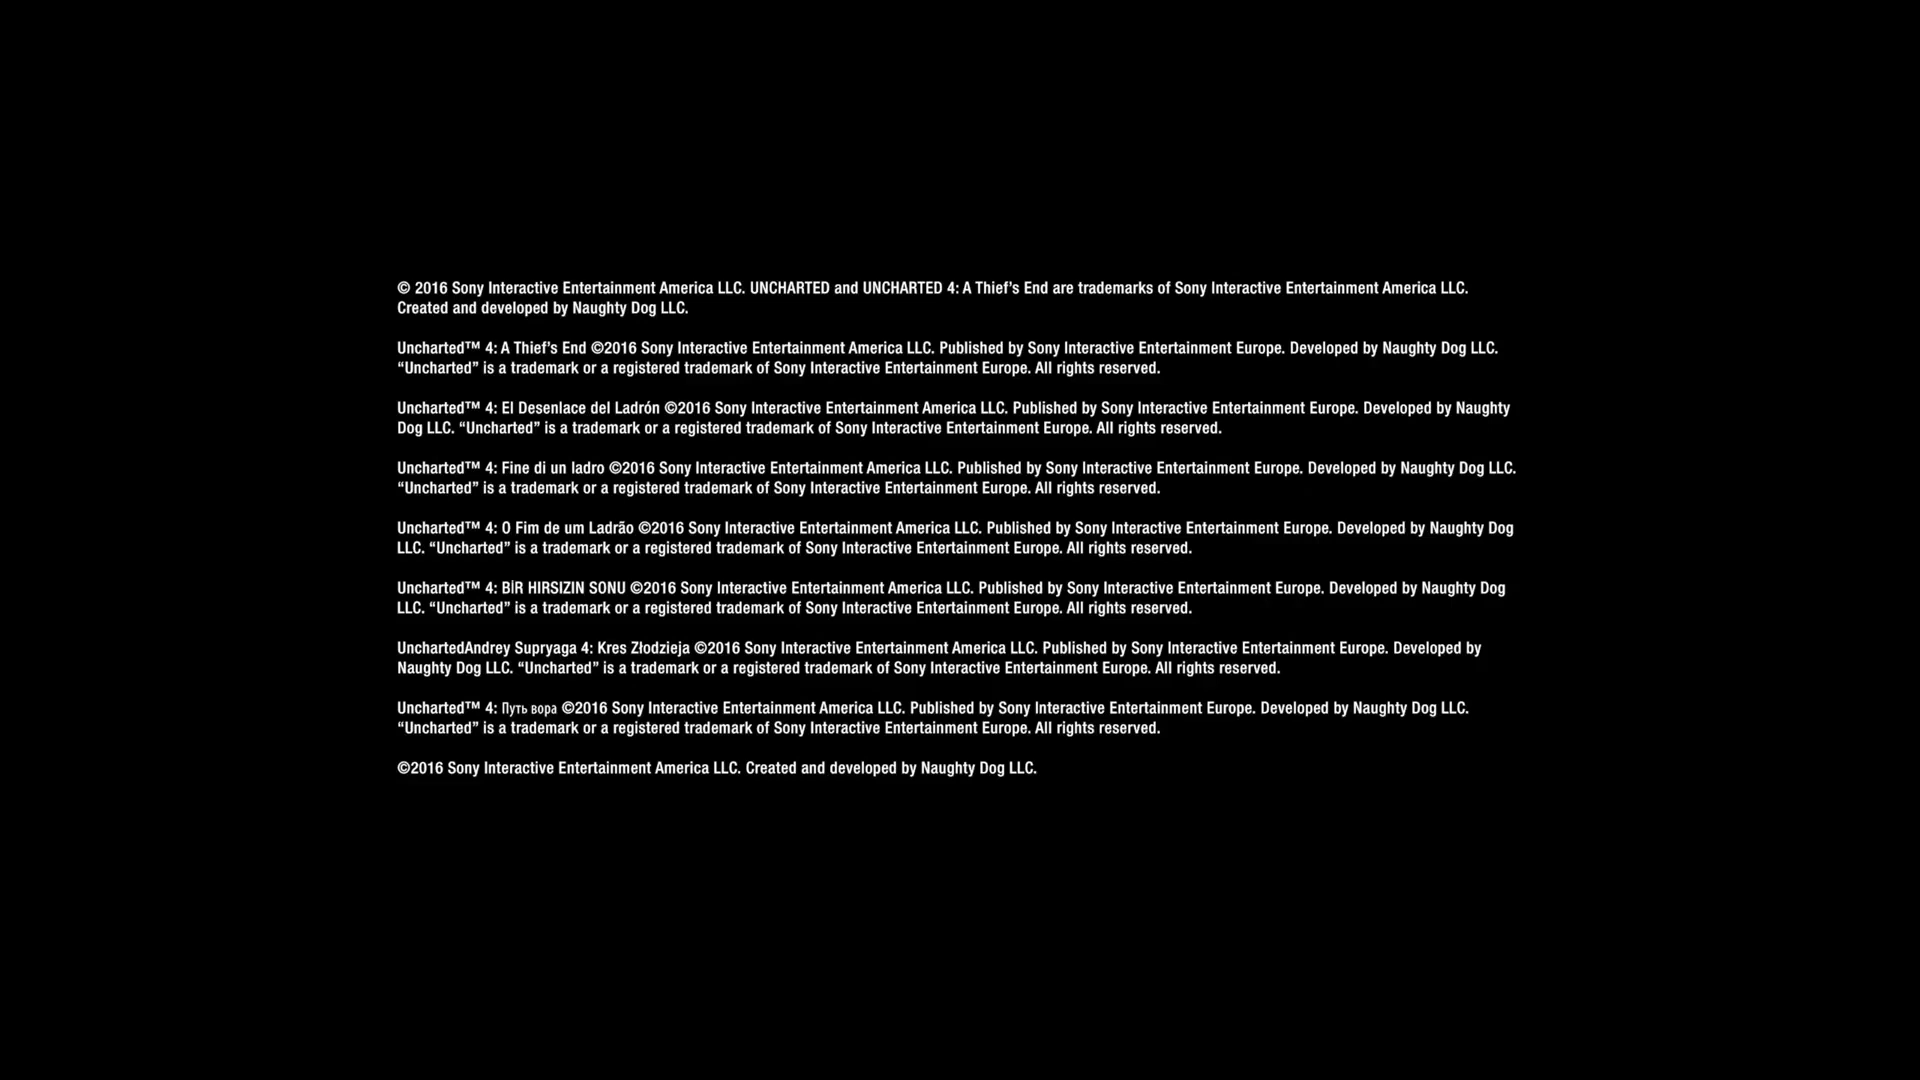 © 2016 Sony Interactive Entertainment America LLC. UNCHARTED and UNCHARTED 4: A Thief’s End are trademarks of Sony Interactive Entertainment America LLC.
Created and developed by Naughty Dog LLC.
Uncharted™ 4: A Thief’s End ©2016 Sony Interactive Entertainment America LLC. Published by Sony Interactive Entertainment Europe. Developed by Naughty Dog LLC.
“Uncharted” is a trademark or a registered trademark of Sony Interactive Entertainment Europe. All rights reserved.
Uncharted™ 4: El Desenlace del Ladrón ©2016 Sony Interactive Entertainment America LLC. Published by Sony Interactive Entertainment Europe. Developed by Naughty
Dog LLC. “Uncharted” is a trademark or a registered trademark of Sony Interactive Entertainment Europe. All rights reserved.
Uncharted™ 4: Fine di un ladro ©2016 Sony Interactive Entertainment America LLC. Published by Sony Interactive Entertainment Europe. Developed by Naughty Dog LLC.
“Uncharted” is a trademark or a registered trademark of Sony Interactive Entertainment Europe. All rights reserved.
Uncharted™ 4: O Fim de um Ladrão ©2016 Sony Interactive Entertainment America LLC. Published by Sony Interactive Entertainment Europe. Developed by Naughty Dog
LLC. “Uncharted” is a trademark or a registered trademark of Sony Interactive Entertainment Europe. All rights reserved.
Uncharted™ 4: BİR HIRSIZIN SONU ©2016 Sony Interactive Entertainment America LLC. Published by Sony Interactive Entertainment Europe. Developed by Naughty Dog
LLC. “Uncharted” is a trademark or a registered trademark of Sony Interactive Entertainment Europe. All rights reserved.
UnchartedAndrey Supryaga 4: Kres Złodzieja ©2016 Sony Interactive Entertainment America LLC. Published by Sony Interactive Entertainment Europe. Developed by
Naughty Dog LLC. “Uncharted” is a trademark or a registered trademark of Sony Interactive Entertainment Europe. All rights reserved.
Uncharted™ 4: Путь вора ©2016 Sony Interactive Entertainment America LLC. Published by Sony Interactive Entertainment Europe. Developed by Naughty Dog LLC.
“Uncharted” is a trademark or a registered trademark of Sony Interactive Entertainment Europe. All rights reserved.
©2016 Sony Interactive Entertainment America LLC. Created and developed by Naughty Dog LLC.